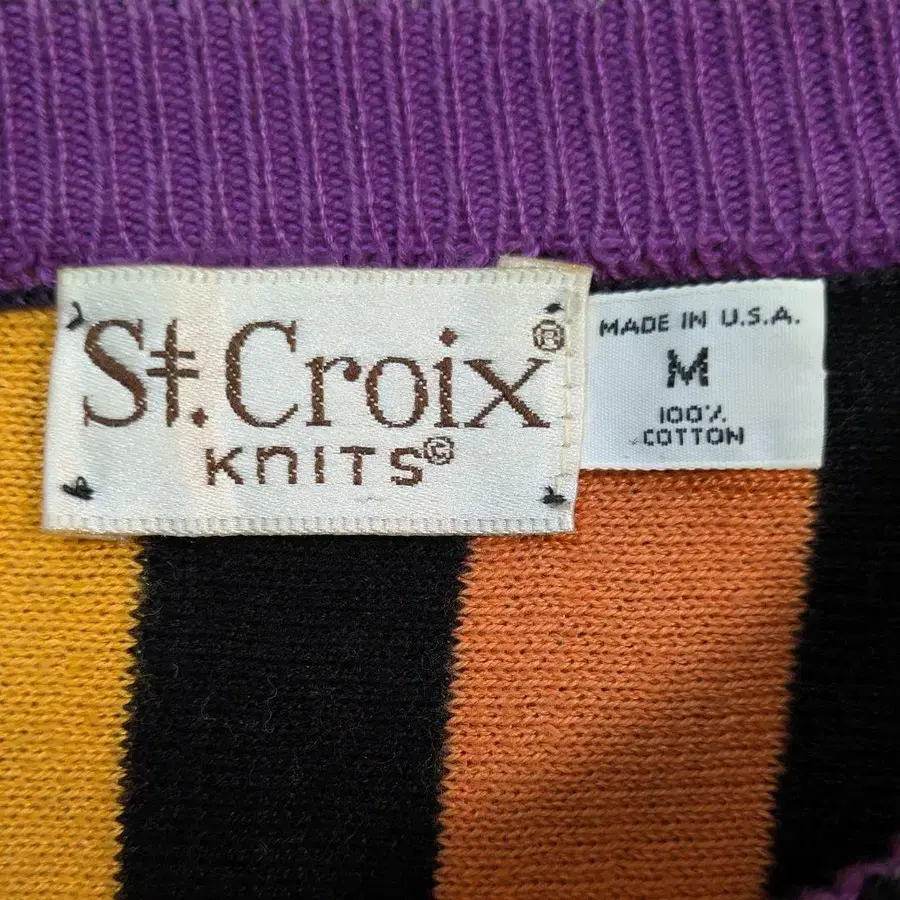 St.Croix®
KNITS©
MADE IN U.S.A.
M
100%
COTTON